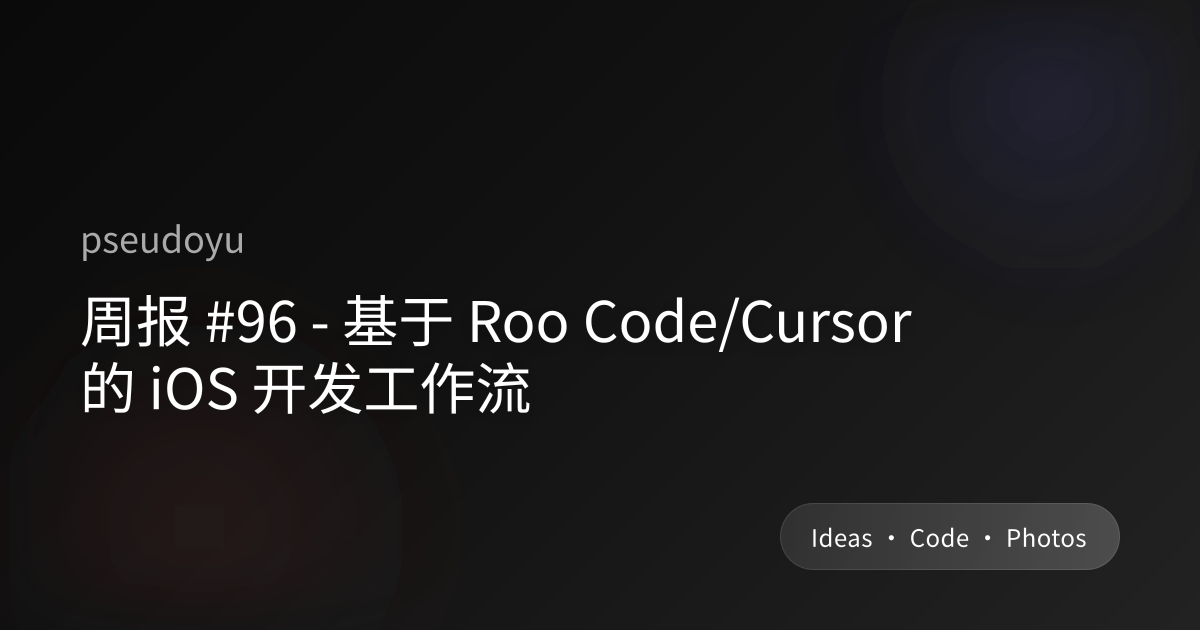 pseudoyu
周报 #96 - 基于 Roo Code/Cursor
的 iOS 开发工作流
Ideas • Code • Photos